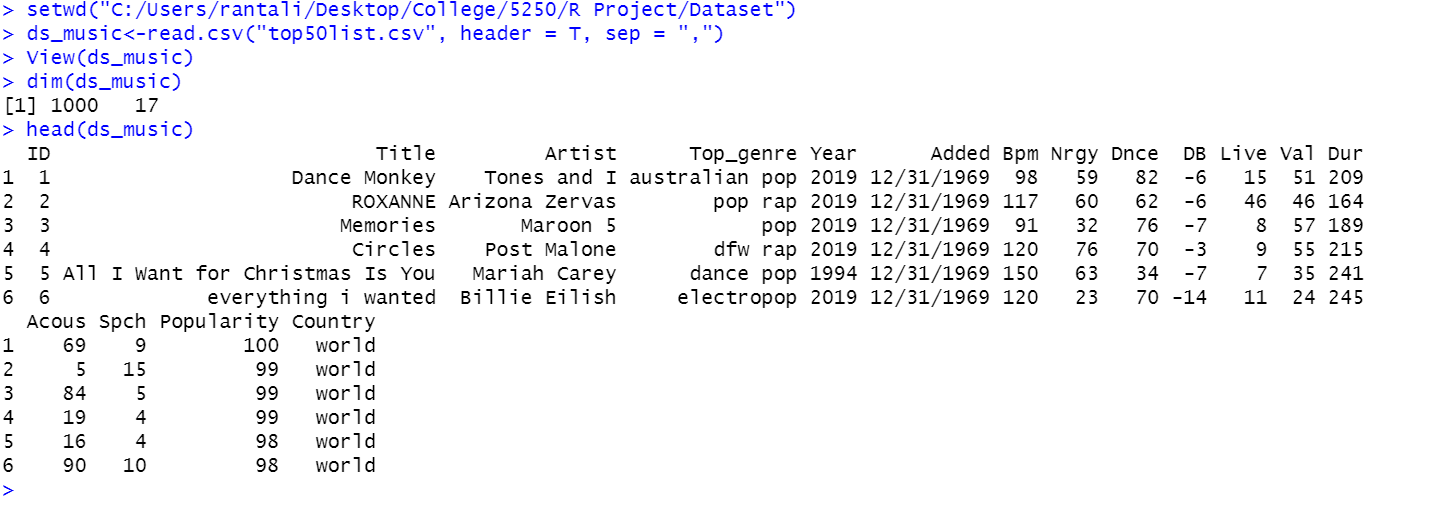 > setwd("C:/Users/rantali/Desktop/College/5250/R Project/Dataset")
> ds_music<-read.csv("top50list.csv", header = T, sep = ",")
> View(ds_music)
> dim(ds_music)
[1] 1000   17
> head(ds_music)
  ID                           Title         Artist      Top_genre Year      Added Bpm Nrgy Dnce  DB Live Val Dur
1  1                    Dance Monkey    Tones and I australian pop 2019 12/31/1969  98   59   82  -6   15  51 209
2  2                         ROXANNE Arizona Zervas        pop rap 2019 12/31/1969 117   60   62  -6   46  46 164
3  3                        Memories       Maroon 5            pop 2019 12/31/1969  91   32   76  -7    8  57 189
4  4                         Circles    Post Malone        dfw rap 2019 12/31/1969 120   76   70  -3    9  55 215
5  5 All I Want for Christmas Is You   Mariah Carey      dance pop 1994 12/31/1969 150   63   34  -7    7  35 241
6  6             everything i wanted  Billie Eilish     electropop 2019 12/31/1969 120   23   70 -14   11  24 245
  Acous Spch Popularity Country
1    69    9        100   world
2     5   15         99   world
3    84    5         99   world
4    19    4         99   world
5    16    4         98   world
6    90   10         98   world
>